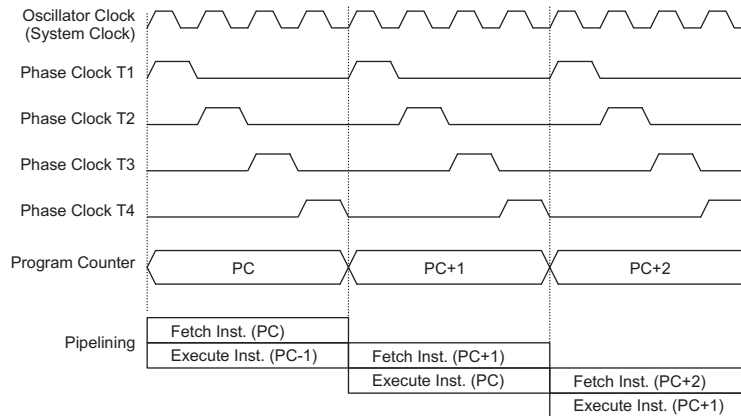 Oscillator Clock
(System Clock)
Phase Clock T1
Phase Clock T2
Phase Clock T3
Phase Clock T4
Program Counter
PC
PC+1
PC+2
Pipelining
Fetch Inst. (PC)
Execute Inst. (PC-1)
Fetch Inst. (PC+1)
Execute Inst. (PC)
Fetch Inst. (PC+2)
Execute Inst. (PC+1)